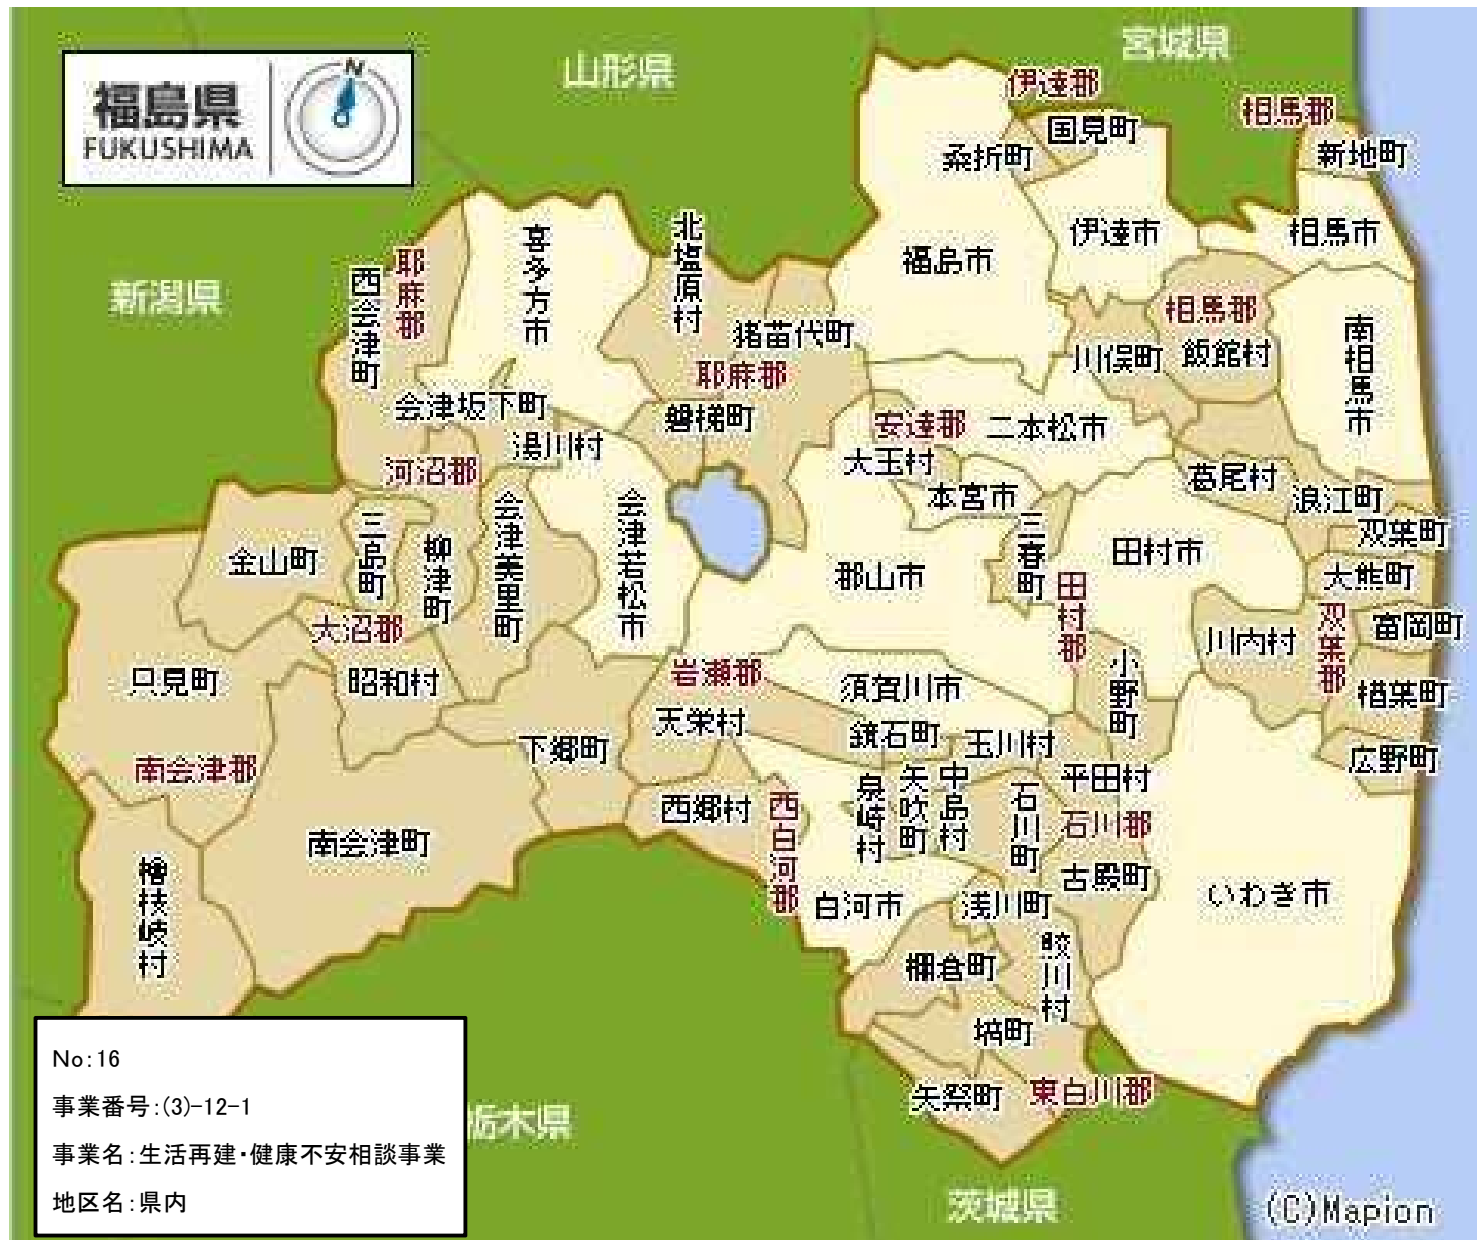 福島県
FUKUSHIMA
N
山形県
宮城県
新潟県
栃木県
茨城県
伊達郡
国見町
桑折町
相馬郡
新地町
伊達市
相馬市
福島市
北塩原村
喜多方市
耶麻郡
西会津町
猪苗代町
耶麻郡
磐梯町
相馬郡
飯館村
川俣町
南相馬市
会津坂下町
湯川村
河沼郡
安達郡
大玉村
二本松市
本宮市
葛尾村
浪江町
双葉町
大熊町
双葉郡
富岡町
川内村
楢葉町
広野町
田村市
三春町
田村郡
小野町
郡山市
会津若松市
会津美里町
柳津町
三島町
金山町
大沼郡
昭和村
只見町
南会津郡
南会津町
檜枝岐村
下郷町
岩瀬郡
天栄村
須賀川市
鏡石町
玉川村
平田村
石川郡
石川町
古殿町
中島村
矢吹町
泉崎村
西郷村
西白河郡
白河市
浅川町
棚倉町
鮫川村
塙町
矢祭町
東白川郡
いわき市
No:16
事業番号:(3)-12-1
事業名:生活再建・健康不安相談事業
地区名:県内
(C)Mapion